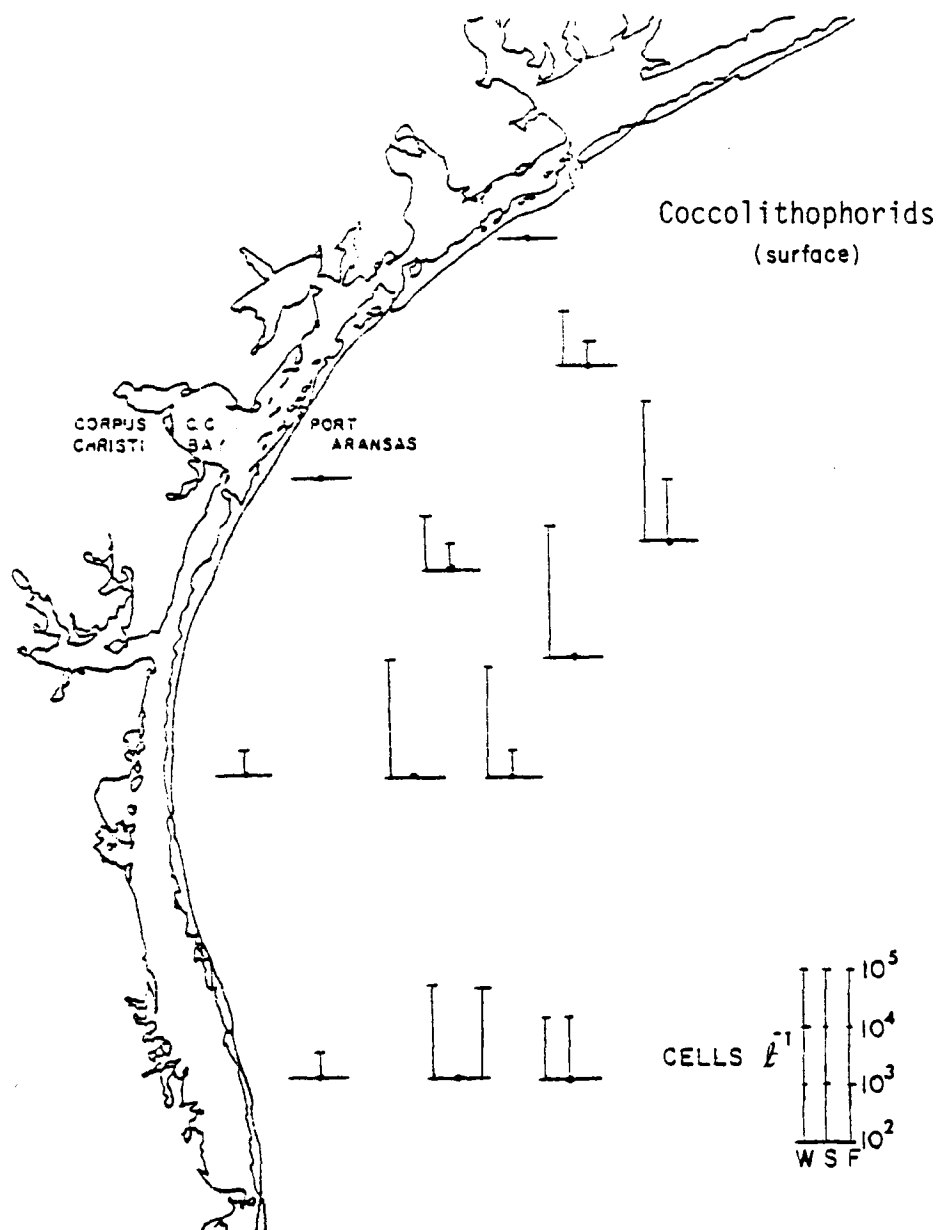 Coccolithophorids
(surface)
CORPUS
CHRISTI
C.C.
BAY
PORT
ARANSAS
CELLS ℓ⁻¹
10⁵
10⁴
10³
10²
W S F